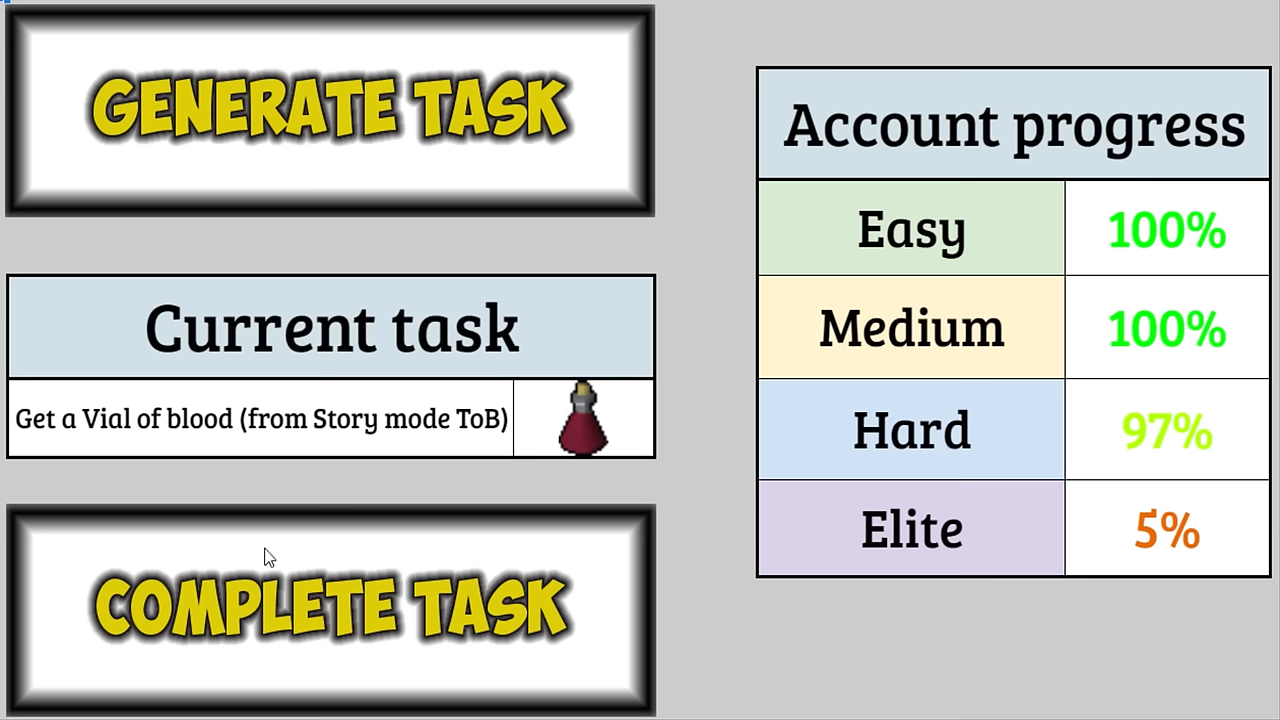 GENERATE TASK
Current task
Get a Vial of blood (from Story mode ToB)
COMPLETE TASK
Account progress
Easy 100%
Medium 100%
Hard 97%
Elite 5%